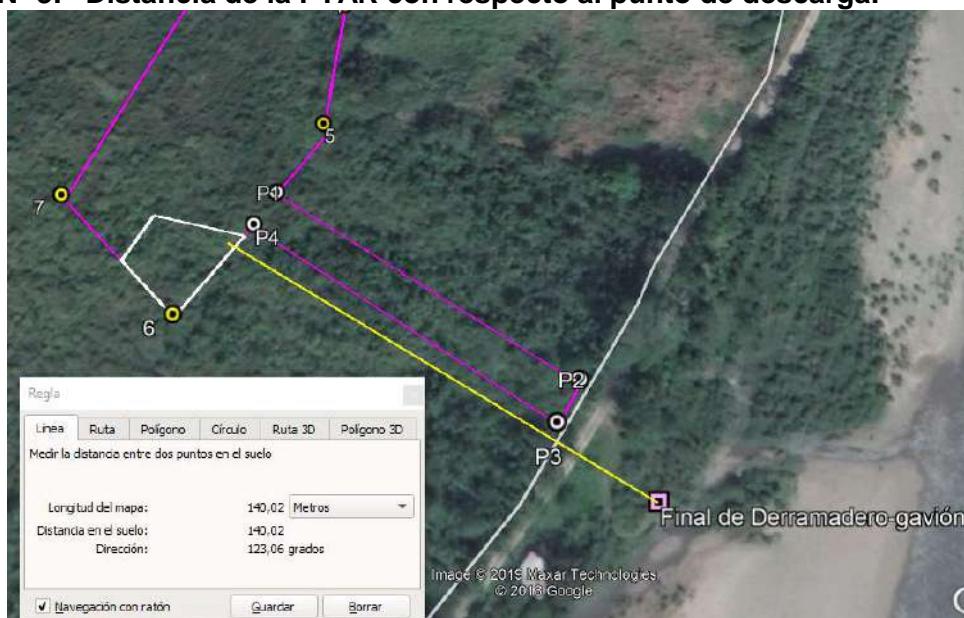 Distancia de la PTAR con respecto al punto de descarga.
5
7
P1
P4
6
P2
P3
Final de Derramadero-gavión
Regla
Línea Ruta Polígono Círculo Ruta 3D Polígono 3D
Medir la distancia entre dos puntos en el suelo
Longitud del mapa: 140,02 Metros
Distancia en el suelo: 140,02
Dirección: 123,06 grados
Navegación con ratón Guardar Borrar
Image © 2019 Maxar Technologies
© 2018 Google